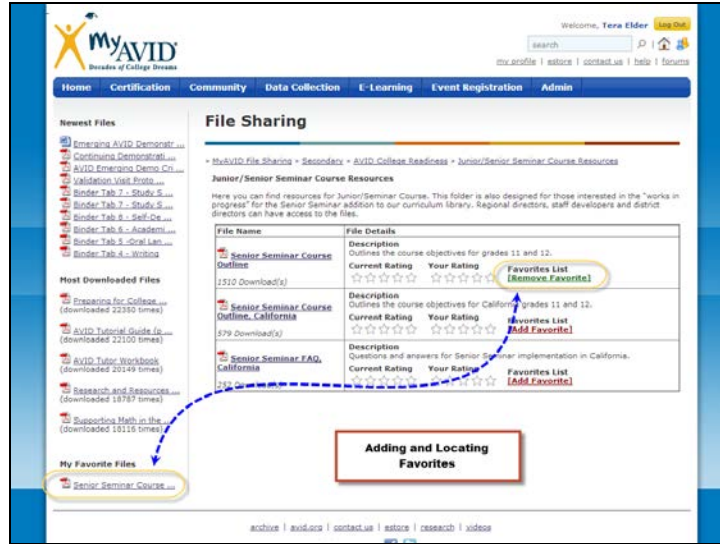 Welcome, Tera Elder Log Out
MyAVID
Decades of College Dreams
search
my profile | estore | contact us | help | forums
Home Certification Community Data Collection E-Learning Event Registration Admin
Newest Files
Emerging AVID Demonstr ...
Continuing Demonstrati ...
AVID Emerging Demo Cri ...
Validation Visit Proto ...
Binder Tab 7 - Study S ...
Binder Tab 7 - Study S ...
Binder Tab 6 - Self-De ...
Binder Tab 6 - Academi ...
Binder Tab 5 -Oral Lan ...
Binder Tab 4 - Writing
Most Downloaded Files
Preparing for College ...
(downloaded 22350 times)
AVID Tutorial Guide (p ...
(downloaded 22100 times)
AVID Tutor Workbook
(downloaded 20149 times)
Research and Resources ...
(downloaded 18787 times)
Supporting Math in the ...
(downloaded 18116 times)
My Favorite Files
Senior Seminar Course ...
File Sharing
» MyAVID File Sharing » Secondary » AVID College Readiness » Junior/Senior Seminar Course Resources
Junior/Senior Seminar Course Resources
Here you can find resources for Junior/Seminar Course. This folder is also designed for those interested in the "works in
progress" for the Senior Seminar addition to our curriculum library. Regional directors, staff developers and district
directors can have access to the files.
File Name File Details
Senior Seminar Course
Outline
1510 Download(s)
Description
Outlines the course objectives for grades 11 and 12.
Current Rating Your Rating Favorites List
[Remove Favorite]
Senior Seminar Course
Outline, California
579 Download(s)
Description
Outlines the course objectives for California grades 11 and 12.
Current Rating Your Rating Favorites List
[Add Favorite]
Senior Seminar FAQ,
California
Download(s)
Description
Questions and answers for Senior Seminar implementation in California.
Current Rating Your Rating Favorites List
[Add Favorite]
Adding and Locating
Favorites
archive | avid.org | contact us | estore | research | videos